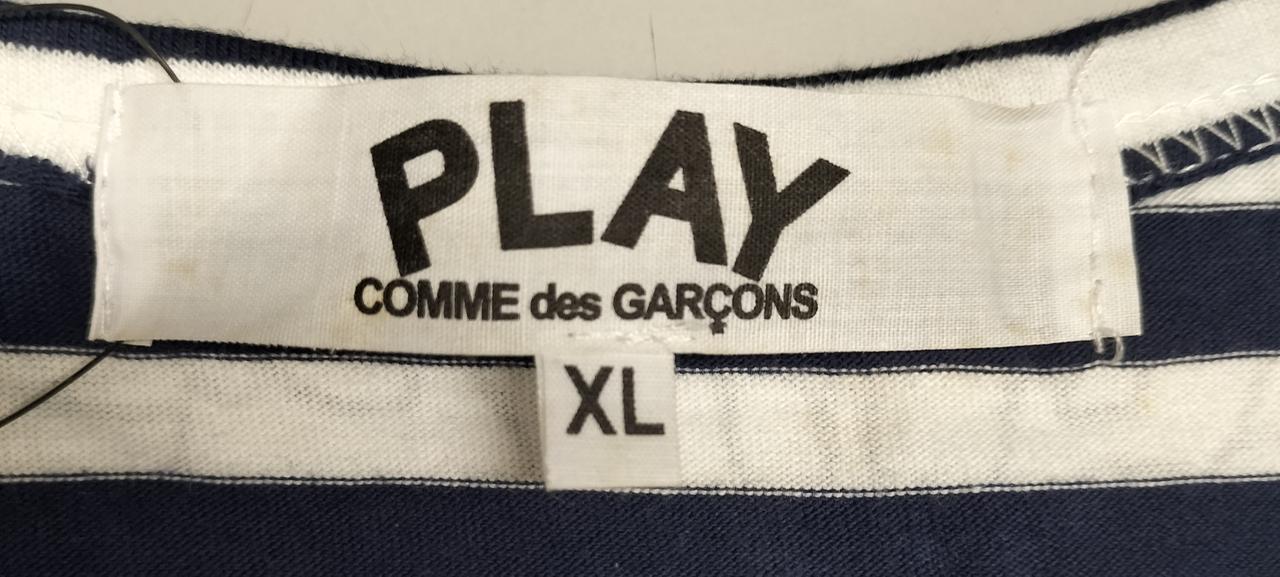 PLAY
COMME des GARÇONS
XL